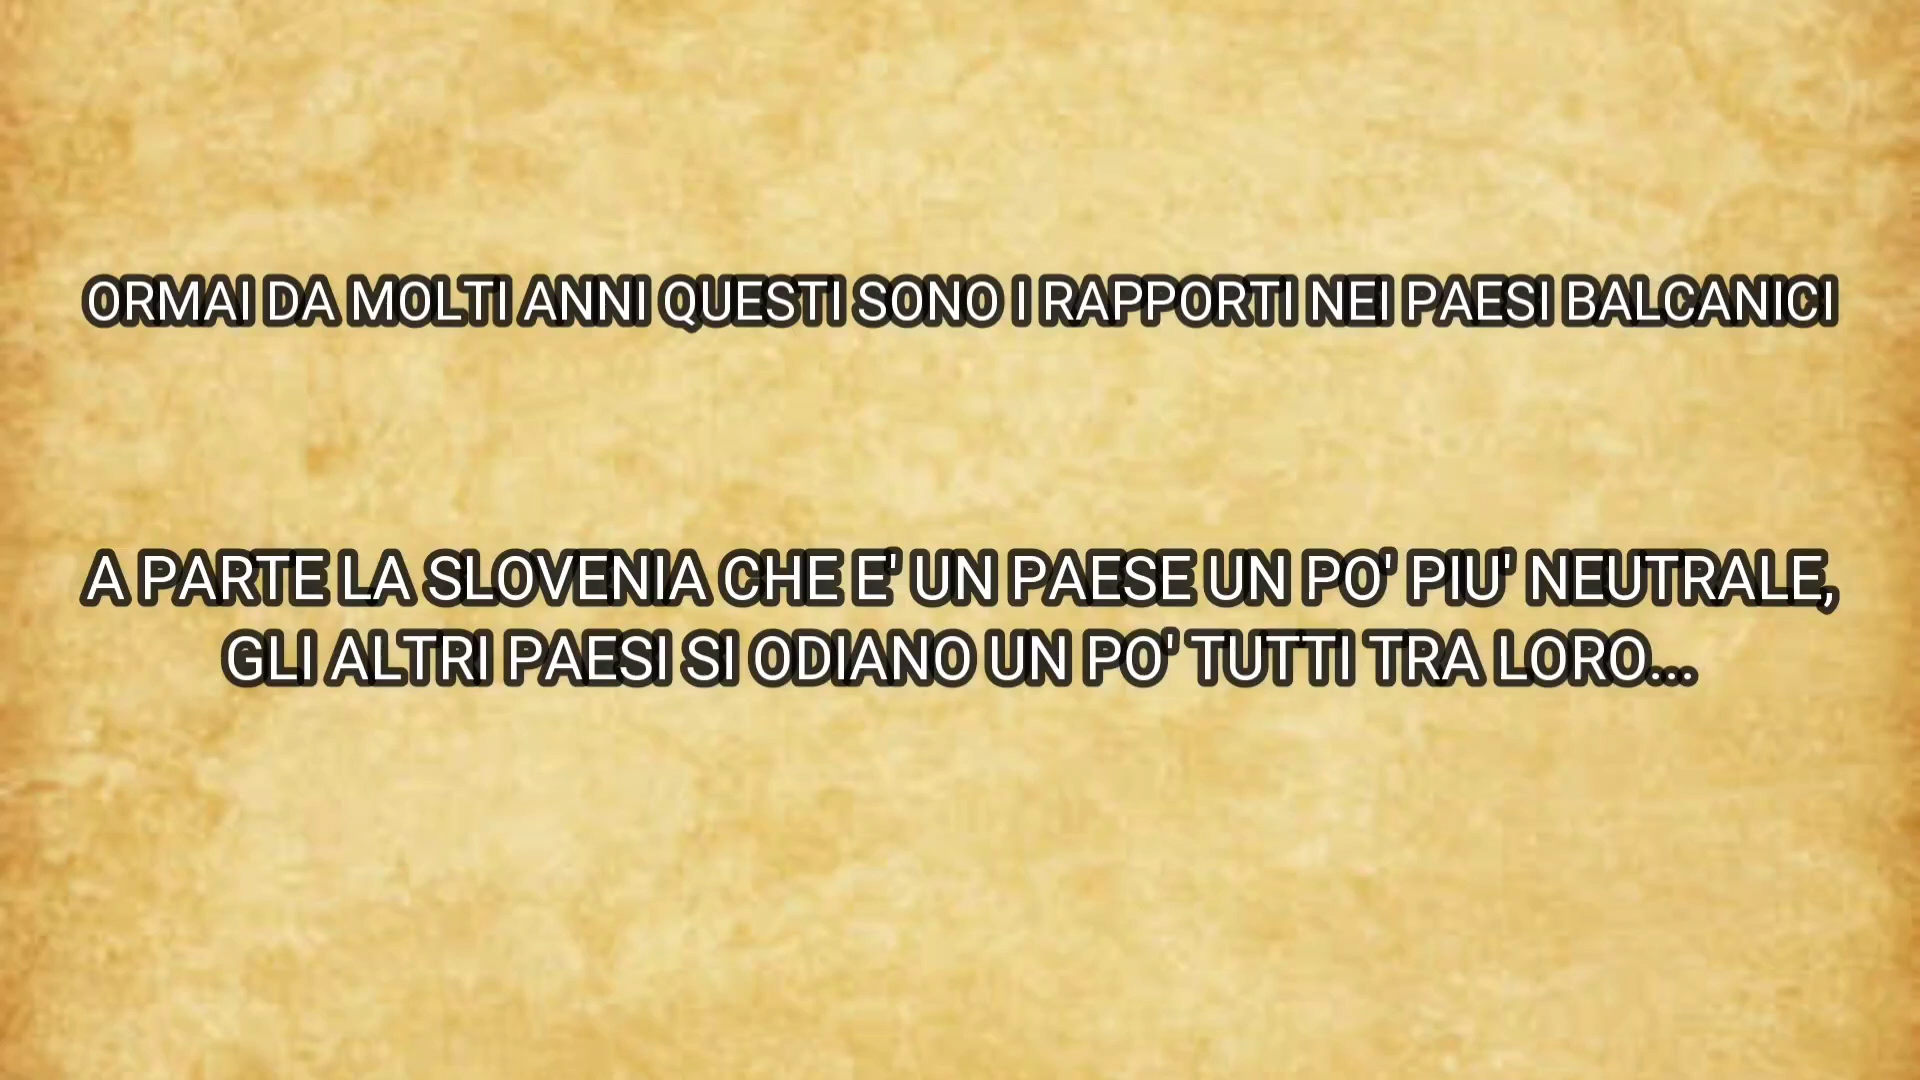 ORMAI DA MOLTI ANNI QUESTI SONO I RAPPORTI NEI PAESI BALCANICI
A PARTE LA SLOVENIA CHE E' UN PAESE UN PO' PIU' NEUTRALE,
GLI ALTRI PAESI SI ODIANO UN PO' TUTTI TRA LORO...